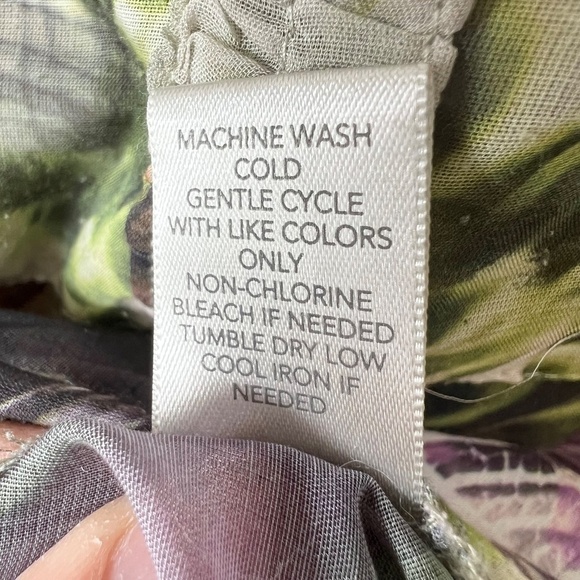 MACHINE WASH
COLD
GENTLE CYCLE
WITH LIKE COLORS
ONLY
NON-CHLORINE
BLEACH IF NEEDED
TUMBLE DRY LOW
COOL IRON IF
NEEDED